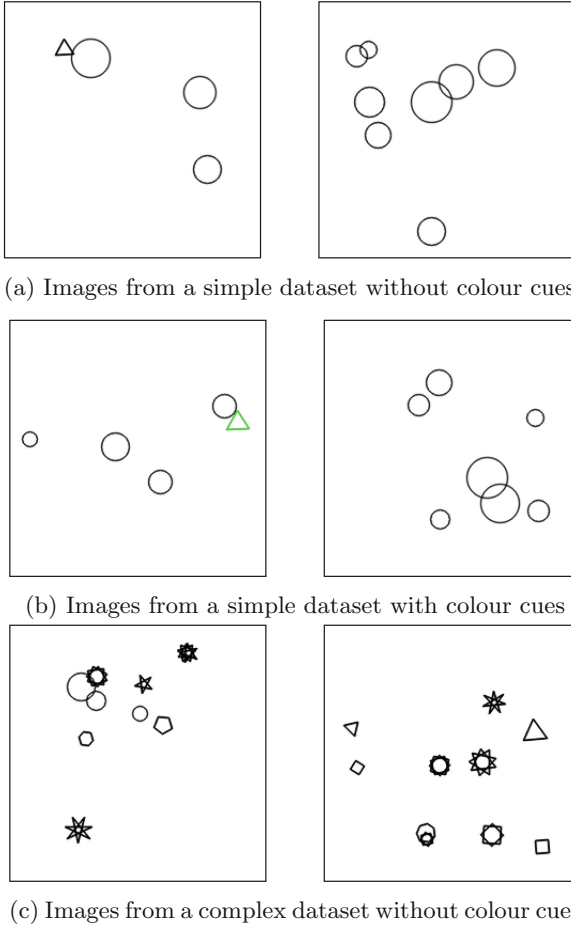 (a) Images from a simple dataset without colour cues
(b) Images from a simple dataset with colour cues
(c) Images from a complex dataset without colour cue